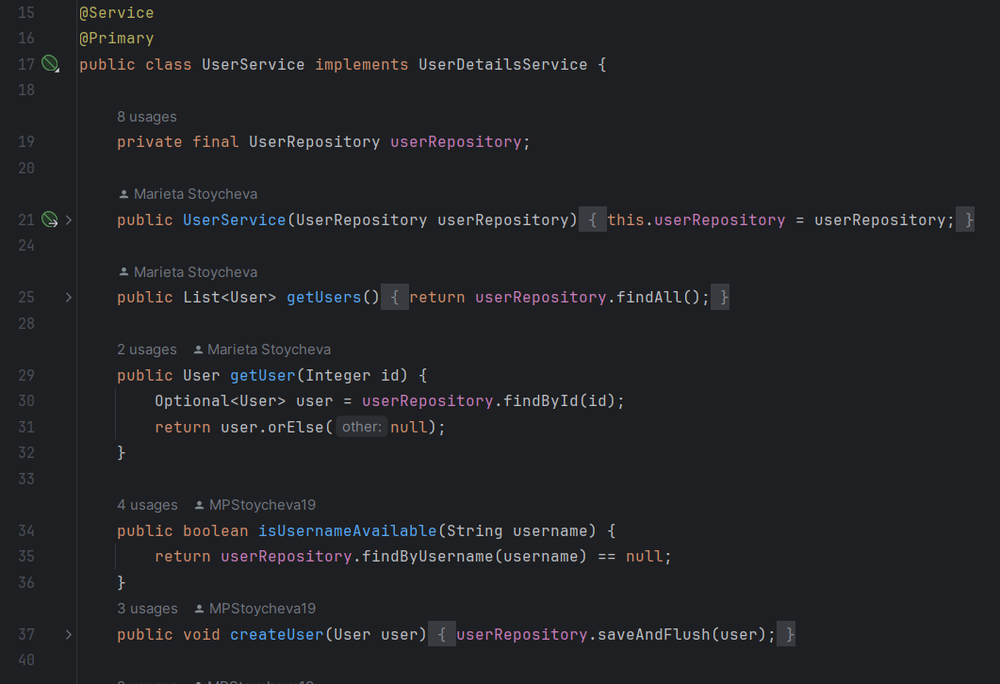 15 @Service
16 @Primary
17 public class UserService implements UserDetailsService {
18
8 usages
19 private final UserRepository userRepository;
20
Marieta Stoycheva
21 public UserService(UserRepository userRepository) { this.userRepository = userRepository; }
24
Marieta Stoycheva
25 public List<User> getUsers() { return userRepository.findAll(); }
28
2 usages Marieta Stoycheva
29 public User getUser(Integer id) {
30 Optional<User> user = userRepository.findById(id);
31 return user.orElse( other: null);
32 }
33
4 usages MPStoycheva19
34 public boolean isUsernameAvailable(String username) {
35 return userRepository.findByUsername(username) == null;
36 }
3 usages MPStoycheva19
37 public void createUser(User user) { userRepository.saveAndFlush(user); }
40